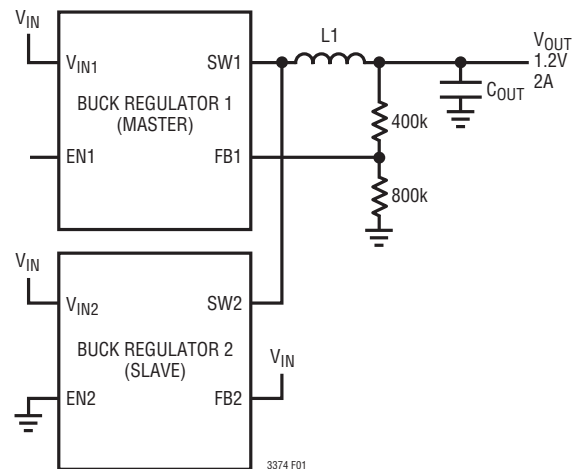 VIN
L1
VIN1
SW1
VOUT
1.2V
2A
COUT
BUCK REGULATOR 1
(MASTER)
400k
EN1
FB1
800k
VIN
VIN2
SW2
BUCK REGULATOR 2
(SLAVE)
VIN
EN2
FB2
3374 F01